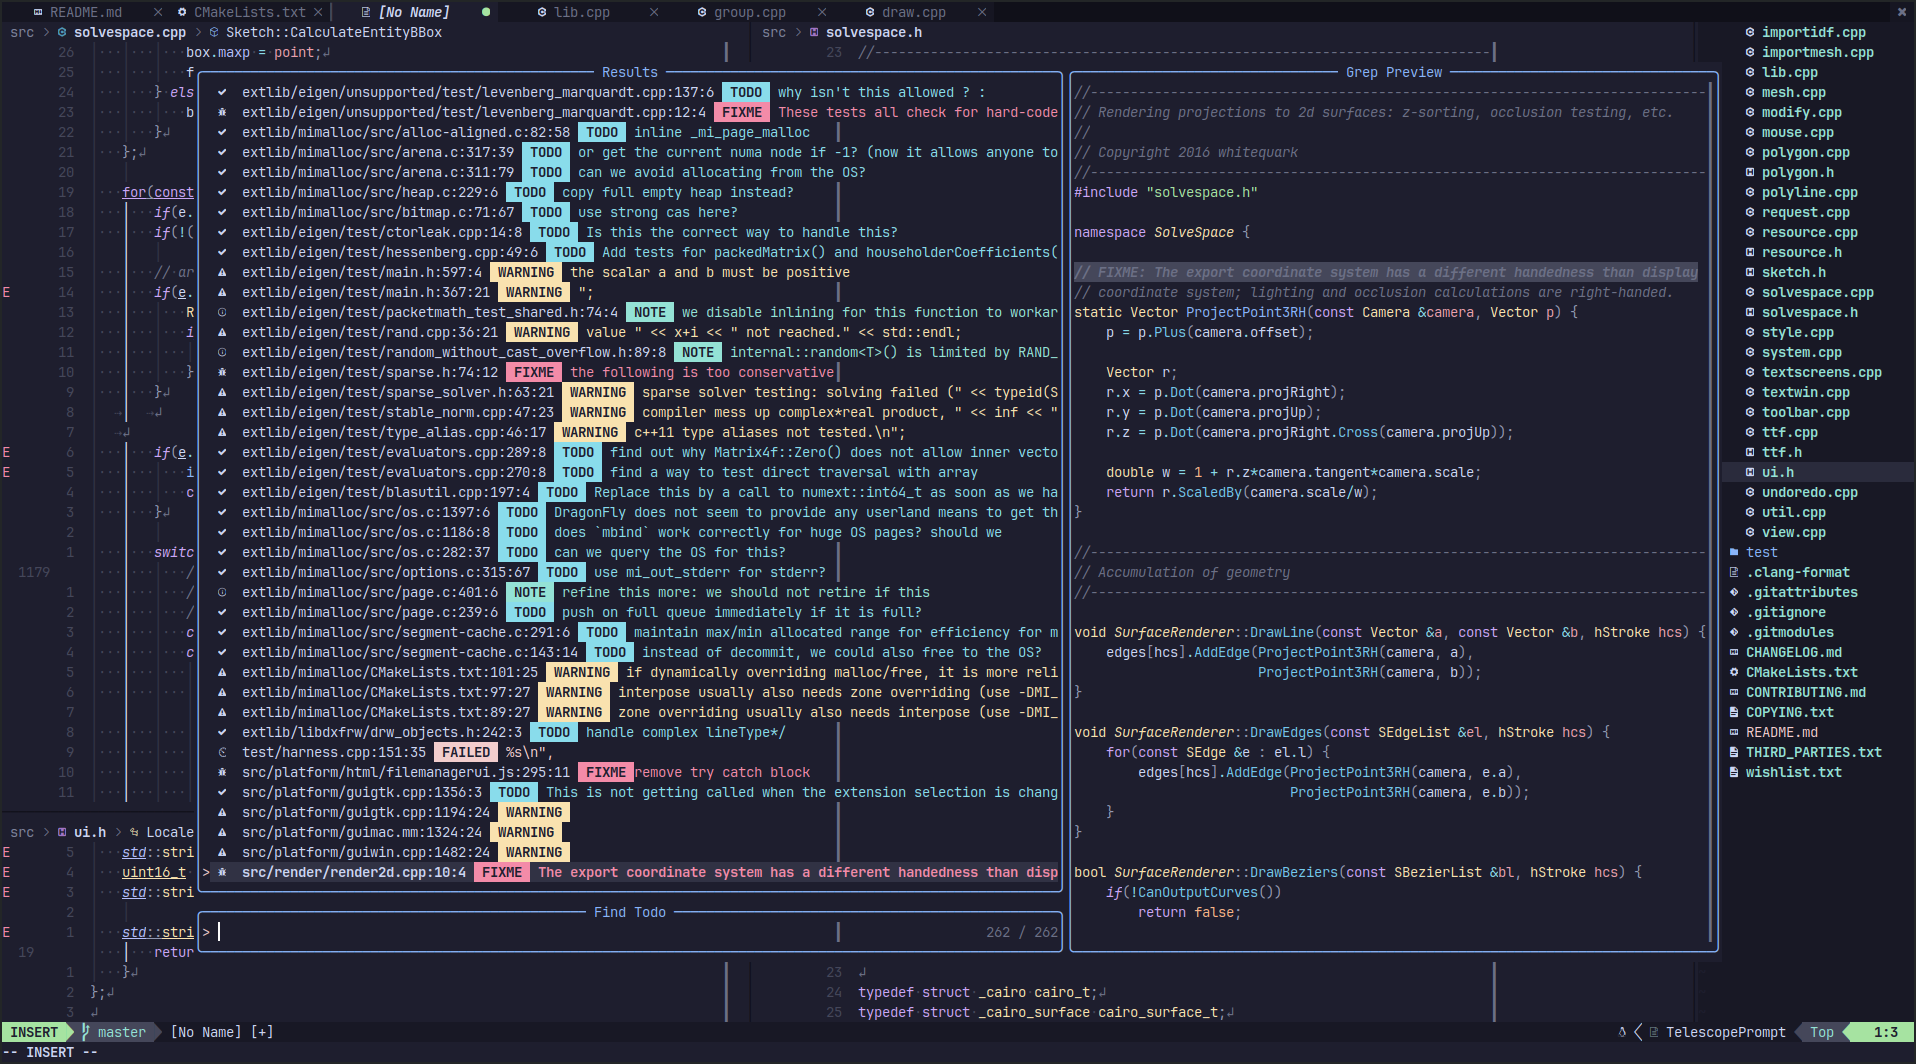 README.md CMakeLists.txt [No Name] lib.cpp group.cpp draw.cpp
src > solvespace.cpp > Sketch::CalculateEntityBBox
26 box.maxp = point;
25 f
24 } els
23 b
22 }
21 };
20
19 for(const
18 if(e.
17 if(!(
16
15 // ar
E 14 if(e.
13 R
12 i
11
10 }
9 }
8
7
E 6 if(e.
E 5 i
4 c
3 }
2
1 switc
1179 /
1 /
2 /
3 c
4 c
5
6
7
8
9
10
11
src > ui.h > Locale
E 5 std::stri
E 4 uint16_t
E 3 std::stri
2
E 1 std::stri
19 retur
1 }
2 };
3
Results
extlib/eigen/unsupported/test/levenberg_marquardt.cpp:137:6 TODO why isn't this allowed ? :
extlib/eigen/unsupported/test/levenberg_marquardt.cpp:12:4 FIXME These tests all check for hard-code
extlib/mimalloc/src/alloc-aligned.c:82:58 TODO inline _mi_page_malloc
extlib/mimalloc/src/arena.c:317:39 TODO or get the current numa node if -1? (now it allows anyone to
extlib/mimalloc/src/arena.c:311:79 TODO can we avoid allocating from the OS?
extlib/mimalloc/src/heap.c:229:6 TODO copy full empty heap instead?
extlib/mimalloc/src/bitmap.c:71:67 TODO use strong cas here?
extlib/eigen/test/ctorleak.cpp:14:8 TODO Is this the correct way to handle this?
extlib/eigen/test/hessenberg.cpp:49:6 TODO Add tests for packedMatrix() and householderCoefficients(
extlib/eigen/test/main.h:597:4 WARNING the scalar a and b must be positive
extlib/eigen/test/main.h:367:21 WARNING ";
extlib/eigen/test/packetmath_test_shared.h:74:4 NOTE we disable inlining for this function to workar
extlib/eigen/test/rand.cpp:36:21 WARNING value " << x+i << " not reached." << std::endl;
extlib/eigen/test/random_without_cast_overflow.h:89:8 NOTE internal::random<T>() is limited by RAND_
extlib/eigen/test/sparse.h:74:12 FIXME the following is too conservative
extlib/eigen/test/sparse_solver.h:63:21 WARNING sparse solver testing: solving failed (" << typeid(S
extlib/eigen/test/stable_norm.cpp:47:23 WARNING compiler mess up complex*real product, " << inf << "
extlib/eigen/test/type_alias.cpp:46:17 WARNING c++11 type aliases not tested.\n";
extlib/eigen/test/evaluators.cpp:289:8 TODO find out why Matrix4f::Zero() does not allow inner vecto
extlib/eigen/test/evaluators.cpp:270:8 TODO find a way to test direct traversal with array
extlib/eigen/test/blasutil.cpp:197:4 TODO Replace this by a call to numext::int64_t as soon as we ha
extlib/mimalloc/src/os.c:1397:6 TODO DragonFly does not seem to provide any userland means to get th
extlib/mimalloc/src/os.c:1186:8 TODO does `mbind` work correctly for huge OS pages? should we
extlib/mimalloc/src/os.c:282:37 TODO can we query the OS for this?
extlib/mimalloc/src/options.c:315:67 TODO use mi_out_stderr for stderr?
extlib/mimalloc/src/page.c:401:6 NOTE refine this more: we should not retire if this
extlib/mimalloc/src/page.c:239:6 TODO push on full queue immediately if it is full?
extlib/mimalloc/src/segment-cache.c:291:6 TODO maintain max/min allocated range for efficiency for m
extlib/mimalloc/src/segment-cache.c:143:14 TODO instead of decommit, we could also free to the OS?
extlib/mimalloc/CMakeLists.txt:101:25 WARNING if dynamically overriding malloc/free, it is more reli
extlib/mimalloc/CMakeLists.txt:97:27 WARNING interpose usually also needs zone overriding (use -DMI_
extlib/mimalloc/CMakeLists.txt:89:27 WARNING zone overriding usually also needs interpose (use -DMI_
extlib/libdxfrw/drw_objects.h:242:3 TODO handle complex lineType*/
test/harness.cpp:151:35 FAILED %s\n",
src/platform/html/filemanagerui.js:295:11 FIXME remove try catch block
src/platform/guigtk.cpp:1356:3 TODO This is not getting called when the extension selection is chang
src/platform/guigtk.cpp:1194:24 WARNING
src/platform/guimac.mm:1324:24 WARNING
src/platform/guiwin.cpp:1482:24 WARNING
> src/render/render2d.cpp:10:4 FIXME The export coordinate system has a different handedness than disp
Find Todo
> 262 / 262
src > solvespace.h
23 //-----------------------------------------------------------------------------
Grep Preview
//-----------------------------------------------------------------------------
// Rendering projections to 2d surfaces: z-sorting, occlusion testing, etc.
//
// Copyright 2016 whitequark
//-----------------------------------------------------------------------------
#include "solvespace.h"
namespace SolveSpace {
// FIXME: The export coordinate system has a different handedness than display
// coordinate system; lighting and occlusion calculations are right-handed.
static Vector ProjectPoint3RH(const Camera &camera, Vector p) {
p = p.Plus(camera.offset);
Vector r;
r.x = p.Dot(camera.projRight);
r.y = p.Dot(camera.projUp);
r.z = p.Dot(camera.projRight.Cross(camera.projUp));
double w = 1 + r.z*camera.tangent*camera.scale;
return r.ScaledBy(camera.scale/w);
}
//-----------------------------------------------------------------------------
// Accumulation of geometry
//-----------------------------------------------------------------------------
void SurfaceRenderer::DrawLine(const Vector &a, const Vector &b, hStroke hcs) {
edges[hcs].AddEdge(ProjectPoint3RH(camera, a),
ProjectPoint3RH(camera, b));
}
void SurfaceRenderer::DrawEdges(const SEdgeList &el, hStroke hcs) {
for(const SEdge &e : el.l) {
edges[hcs].AddEdge(ProjectPoint3RH(camera, e.a),
ProjectPoint3RH(camera, e.b));
}
}
bool SurfaceRenderer::DrawBeziers(const SBezierList &bl, hStroke hcs) {
if(!CanOutputCurves())
return false;
23
24 typedef struct _cairo cairo_t;
25 typedef struct _cairo_surface cairo_surface_t;
importidf.cpp
importmesh.cpp
lib.cpp
mesh.cpp
modify.cpp
mouse.cpp
polygon.cpp
polygon.h
polyline.cpp
request.cpp
resource.cpp
resource.h
sketch.h
solvespace.cpp
solvespace.h
style.cpp
system.cpp
textscreens.cpp
textwin.cpp
toolbar.cpp
ttf.cpp
ttf.h
ui.h
undoredo.cpp
util.cpp
view.cpp
test
.clang-format
.gitattributes
.gitignore
.gitmodules
CHANGELOG.md
CMakeLists.txt
CONTRIBUTING.md
COPYING.txt
README.md
THIRD_PARTIES.txt
wishlist.txt
INSERT master [No Name] [+] TelescopePrompt Top 1:3
-- INSERT --